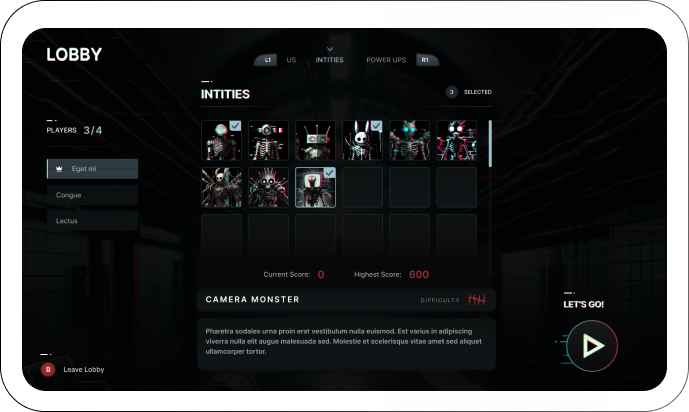 LOBBY
L1 US INTITIES POWER UPS R1
INTITIES
3 SELECTED
PLAYERS 3/4
Eget mi
Congue
Lectus
Current Score: 0 Highest Score: 600
CAMERA MONSTER DIFFICULTY
Pharetra sodales urna proin erat vestibulum nulla euismod. Est varius in adipiscing
viverra nulla elit augue malesuada sed. Molestie et scelerisque vitae amet sed aliquet
ullamcorper tortor.
LET'S GO!
B Leave Lobby